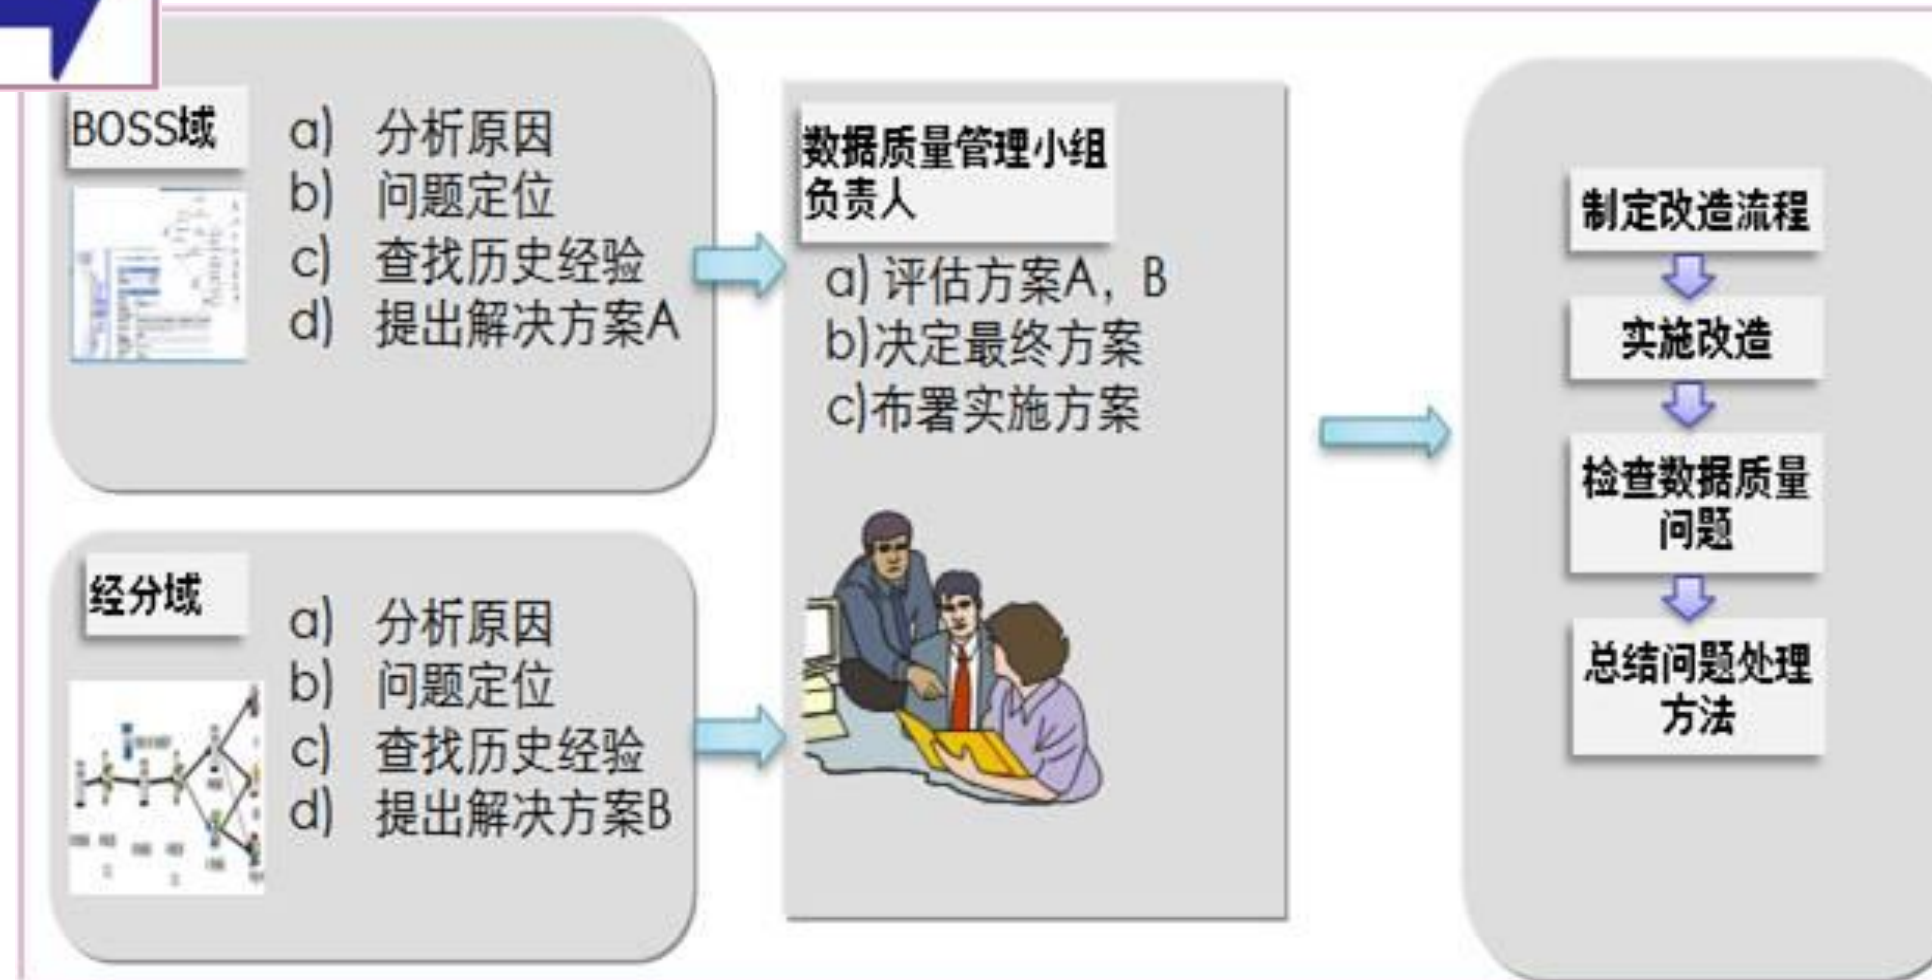 BOSS域
a) 分析原因
b) 问题定位
c) 查找历史经验
d) 提出解决方案A
经分域
a) 分析原因
b) 问题定位
c) 查找历史经验
d) 提出解决方案B
数据质量管理小组
负责人
a) 评估方案A，B
b)决定最终方案
c)布署实施方案
制定改造流程
实施改造
检查数据质量
问题
总结问题处理
方法